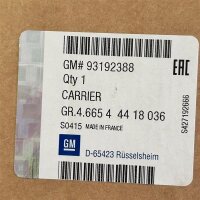 GM# 93192388
Qty 1
EAC
CARRIER
GR.4.665 4 44 18 036
S0415 MADE IN FRANCE
GM
D-65423 Rüsselsheim
S427192666